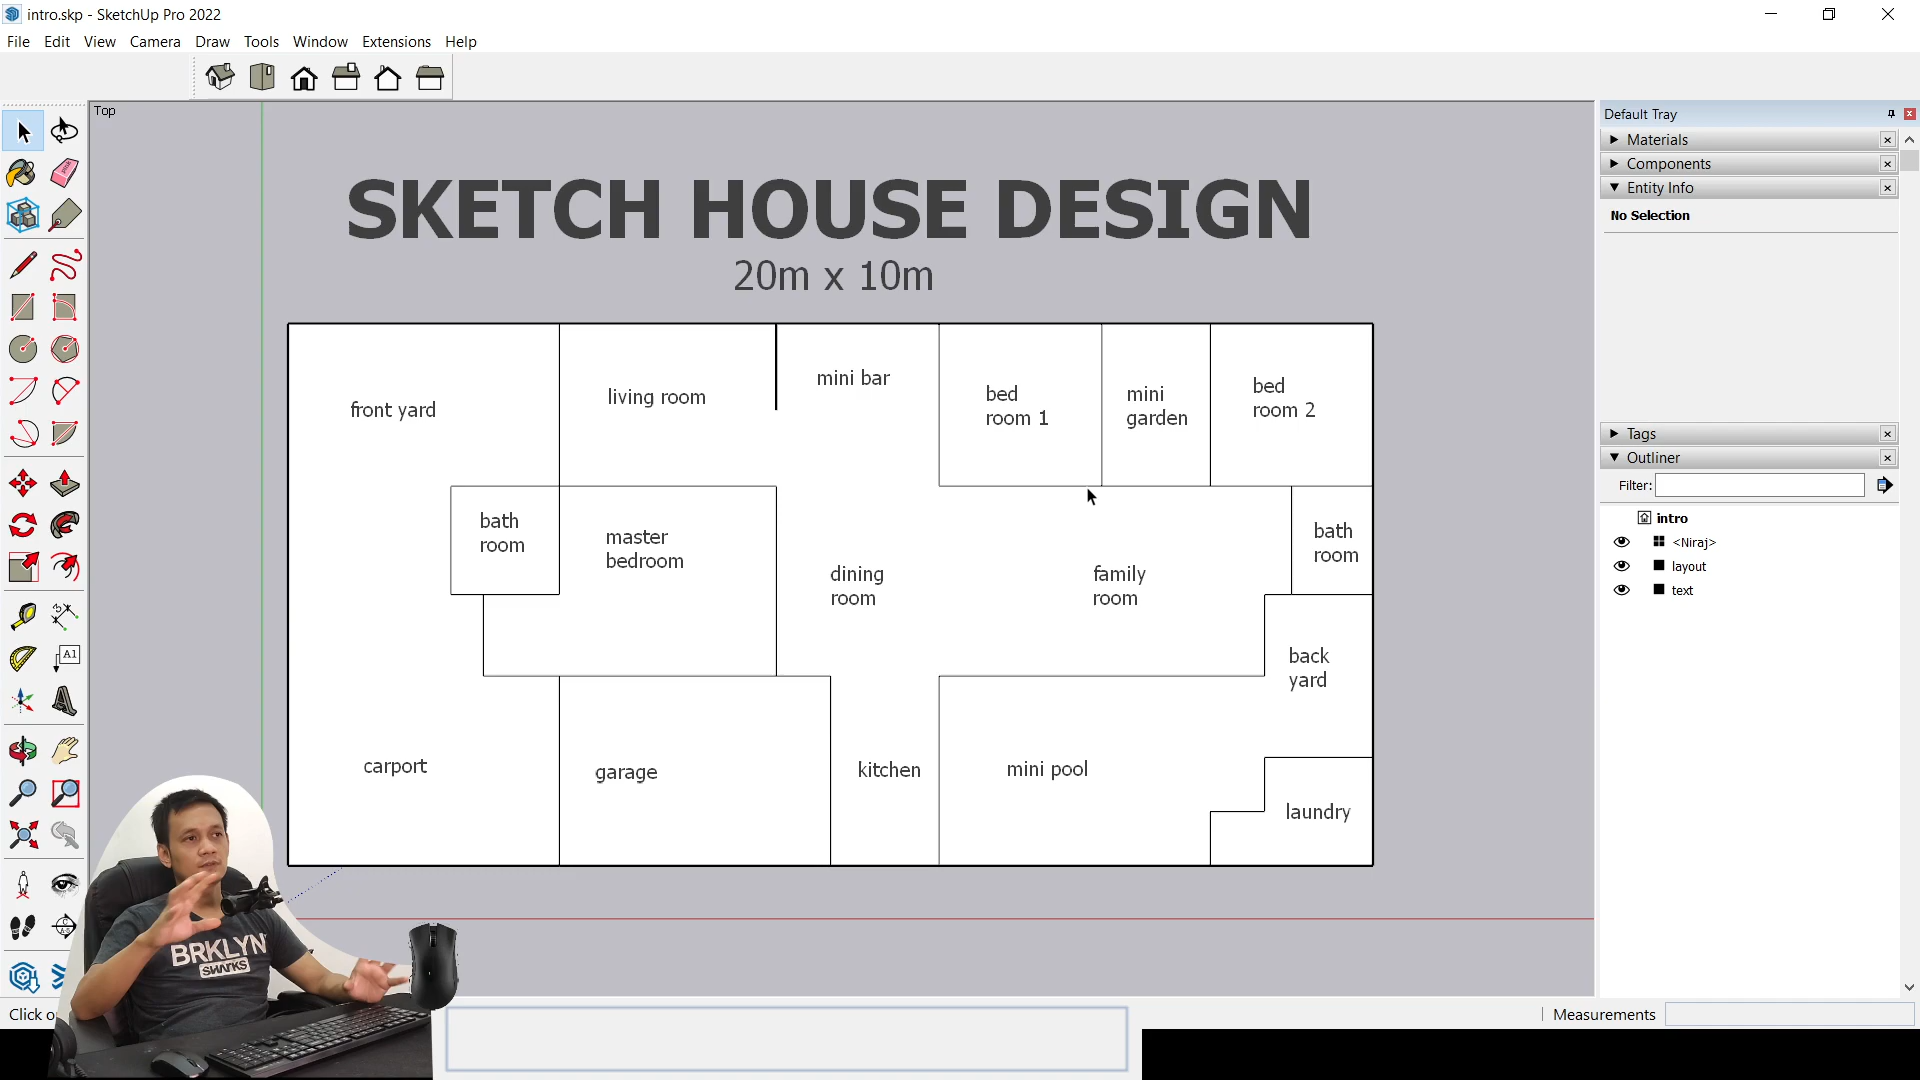 intro.skp - SketchUp Pro 2022
File Edit View Camera Draw Tools Window Extensions Help
Top
Default Tray
Materials
Components
Entity Info
No Selection
SKETCH HOUSE DESIGN
20m x 10m
front yard
living room
mini bar
bed
room 1
mini
garden
bed
room 2
bath
room
master
bedroom
dining
room
family
room
bath
room
back
yard
carport
garage
kitchen
mini pool
laundry
Tags
Outliner
Filter:
intro
<Niraj>
layout
text
A1
BRKLYN
SHARKS
Click
Measurements